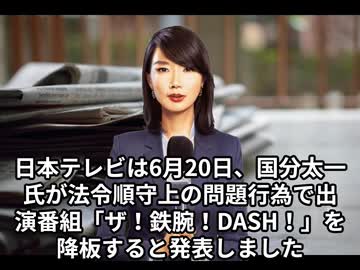 日本テレビは6月20日、国分太一
氏が法令順守上の問題行為で出
演番組「ザ！鉄腕！DASH！」を
降板すると発表しました